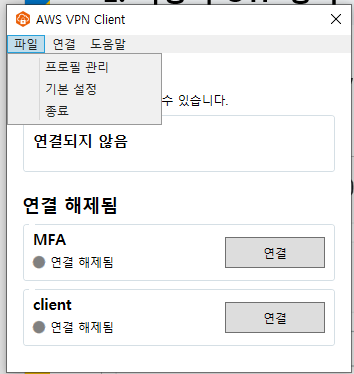 AWS VPN Client
파일 연결 도움말
프로필 관리
기본 설정
종료
수 있습니다.
연결되지 않음
연결 해제됨
MFA
연결 해제됨
연결
client
연결 해제됨
연결